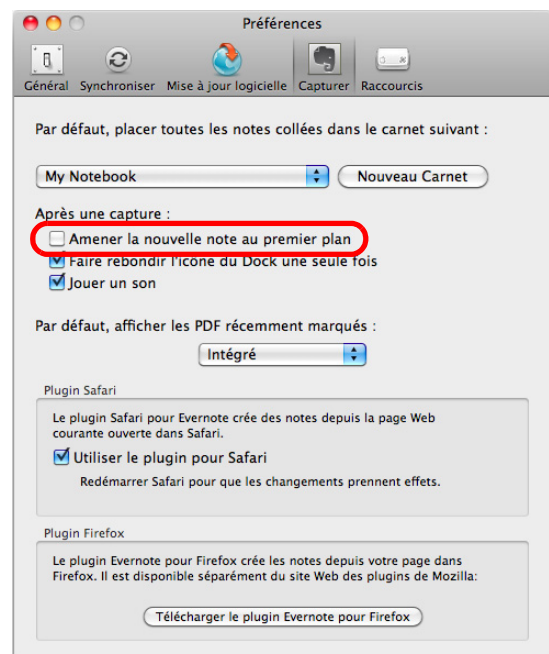 Préférences
Général Synchroniser Mise à jour logicielle Capturer Raccourcis
Par défaut, placer toutes les notes collées dans le carnet suivant :
My Notebook Nouveau Carnet
Après une capture :
Amener la nouvelle note au premier plan
Faire rebondir l'icône du Dock une seule fois
Jouer un son
Par défaut, afficher les PDF récemment marqués :
Intégré
Plugin Safari
Le plugin Safari pour Evernote crée des notes depuis la page Web
courante ouverte dans Safari.
Utiliser le plugin pour Safari
Redémarrer Safari pour que les changements prennent effets.
Plugin Firefox
Le plugin Evernote pour Firefox crée les notes depuis votre page dans
Firefox. Il est disponible séparément du site Web des plugins de Mozilla:
Télécharger le plugin Evernote pour Firefox